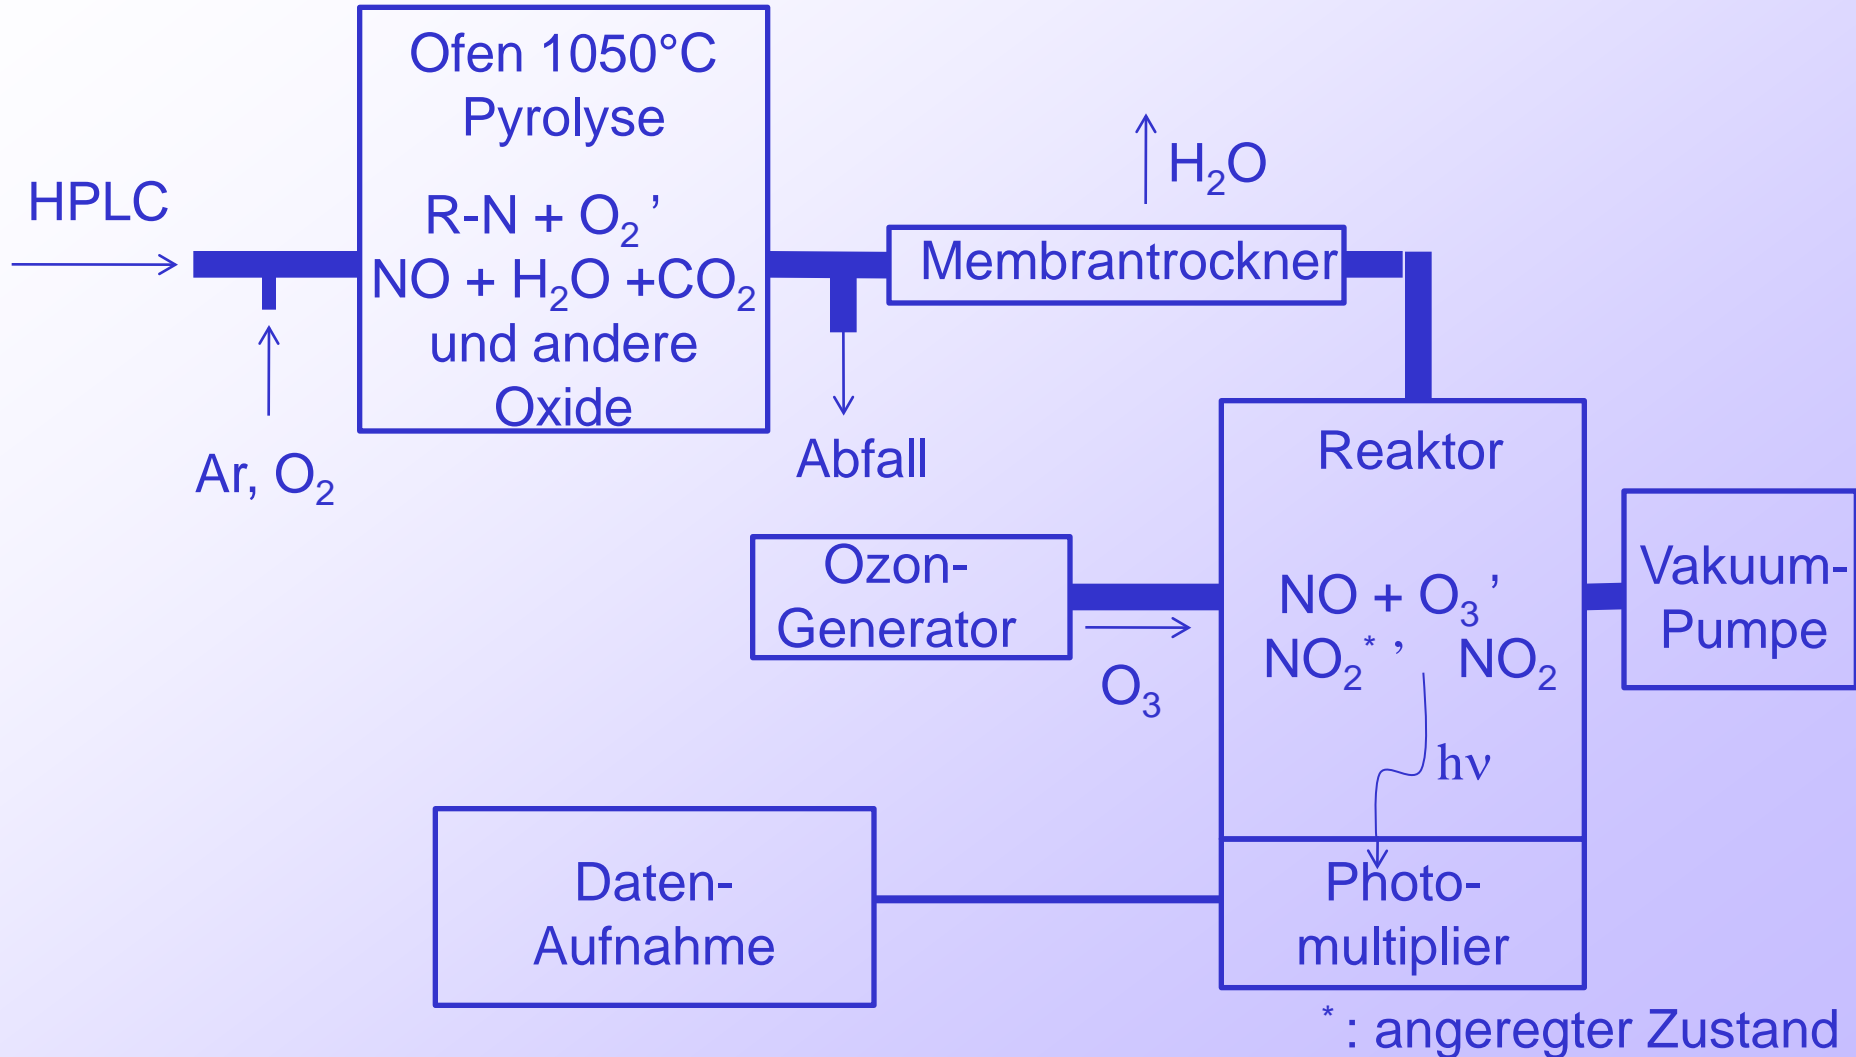 Ofen 1050°C
Pyrolyse
R-N + O₂ ’
NO + H₂O +CO₂
und andere
Oxide
HPLC
Ar, O₂
Abfall
H₂O
Membrantrockner
Reaktor
NO + O₃ ’
NO₂* ’ NO₂
hν
Ozon-
Generator
O₃
Vakuum-
Pumpe
Daten-
Aufnahme
Photo-
multiplier
* : angeregter Zustand